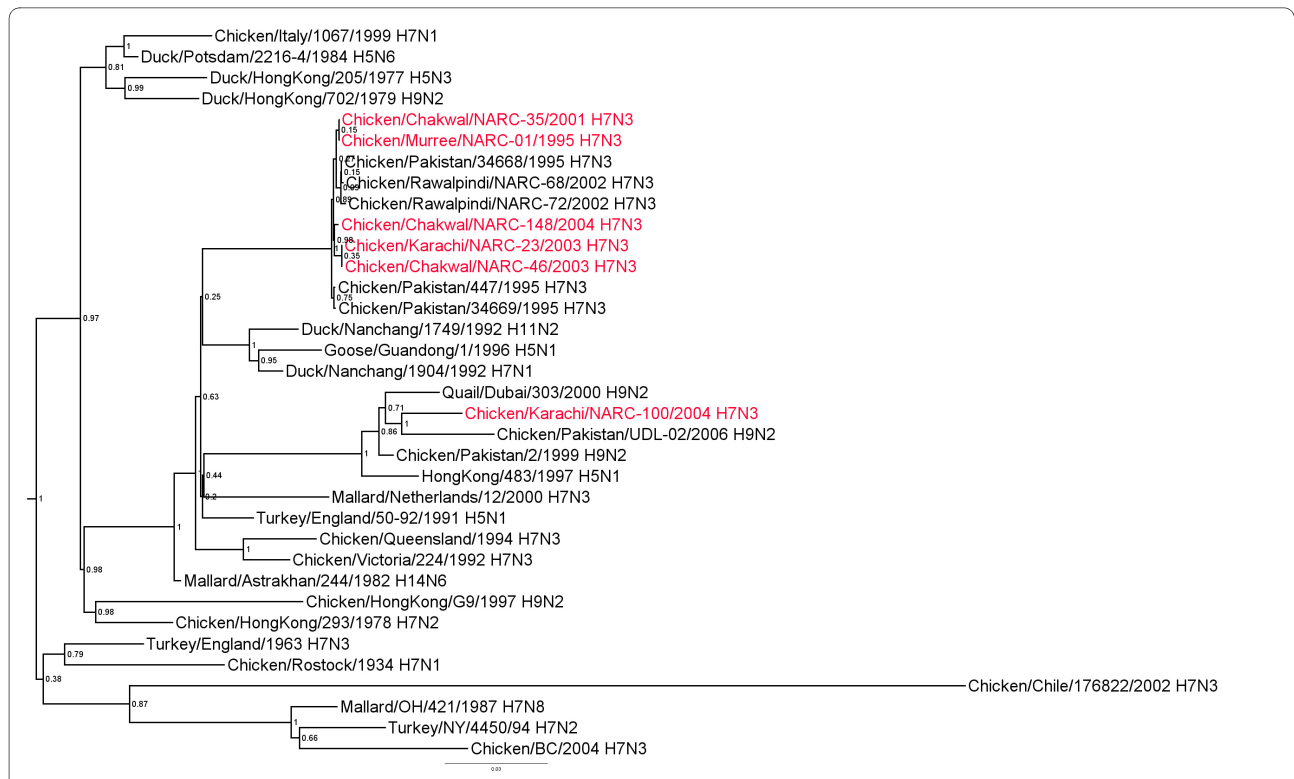 Chicken/Italy/1067/1999 H7N1
1
Duck/Potsdam/2216-4/1984 H5N6
0.81
Duck/HongKong/205/1977 H5N3
0.99
Duck/HongKong/702/1979 H9N2
Chicken/Chakwal/NARC-35/2001 H7N3
0.15
Chicken/Murree/NARC-01/1995 H7N3
Chicken/Pakistan/34668/1995 H7N3
0.15
Chicken/Rawalpindi/NARC-68/2002 H7N3
Chicken/Rawalpindi/NARC-72/2002 H7N3
Chicken/Chakwal/NARC-148/2004 H7N3
0.98
Chicken/Karachi/NARC-23/2003 H7N3
1
0.35
Chicken/Chakwal/NARC-46/2003 H7N3
Chicken/Pakistan/447/1995 H7N3
0.25
0.75
Chicken/Pakistan/34669/1995 H7N3
0.97
Duck/Nanchang/1749/1992 H11N2
1
Goose/Guandong/1/1996 H5N1
0.95
Duck/Nanchang/1904/1992 H7N1
Quail/Dubai/303/2000 H9N2
0.63
0.71
Chicken/Karachi/NARC-100/2004 H7N3
1
0.86
Chicken/Pakistan/UDL-02/2006 H9N2
1
Chicken/Pakistan/2/1999 H9N2
0.44
HongKong/483/1997 H5N1
1
0.2
Mallard/Netherlands/12/2000 H7N3
Turkey/England/50-92/1991 H5N1
1
Chicken/Queensland/1994 H7N3
1
Chicken/Victoria/224/1992 H7N3
0.98
Mallard/Astrakhan/244/1982 H14N6
Chicken/HongKong/G9/1997 H9N2
0.98
Chicken/HongKong/293/1978 H7N2
Turkey/England/1963 H7N3
0.79
Chicken/Rostock/1934 H7N1
0.38
Chicken/Chile/176822/2002 H7N3
0.87
Mallard/OH/421/1987 H7N8
1
Turkey/NY/4450/94 H7N2
0.66
Chicken/BC/2004 H7N3
0.03